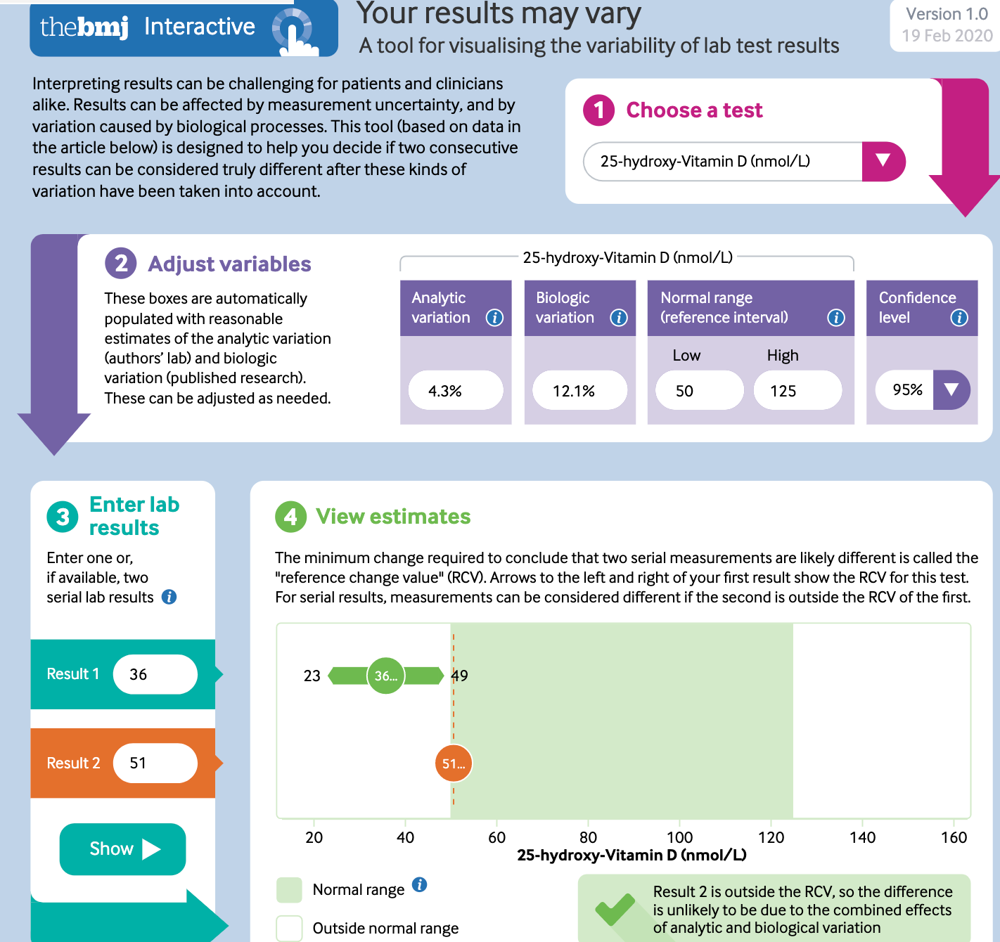 thebmj Interactive
Your results may vary
A tool for visualising the variability of lab test results
Version 1.0
19 Feb 2020
Interpreting results can be challenging for patients and clinicians
alike. Results can be affected by measurement uncertainty, and by
variation caused by biological processes. This tool (based on data in
the article below) is designed to help you decide if two consecutive
results can be considered truly different after these kinds of
variation have been taken into account.
1 Choose a test
25-hydroxy-Vitamin D (nmol/L)
2 Adjust variables
These boxes are automatically
populated with reasonable
estimates of the analytic variation
(authors' lab) and biologic
variation (published research).
These can be adjusted as needed.
25-hydroxy-Vitamin D (nmol/L)
Analytic
variation i
4.3%
Biologic
variation i
12.1%
Normal range
(reference interval) i
Low High
50 125
Confidence
level i
95%
3 Enter lab
results
Enter one or,
if available, two
serial lab results i
Result 1 36
Result 2 51
Show
4 View estimates
The minimum change required to conclude that two serial measurements are likely different is called the
"reference change value" (RCV). Arrows to the left and right of your first result show the RCV for this test.
For serial results, measurements can be considered different if the second is outside the RCV of the first.
23 36... 49
51...
20 40 60 80 100 120 140 160
25-hydroxy-Vitamin D (nmol/L)
Normal range i
Outside normal range
Result 2 is outside the RCV, so the difference
is unlikely to be due to the combined effects
of analytic and biological variation